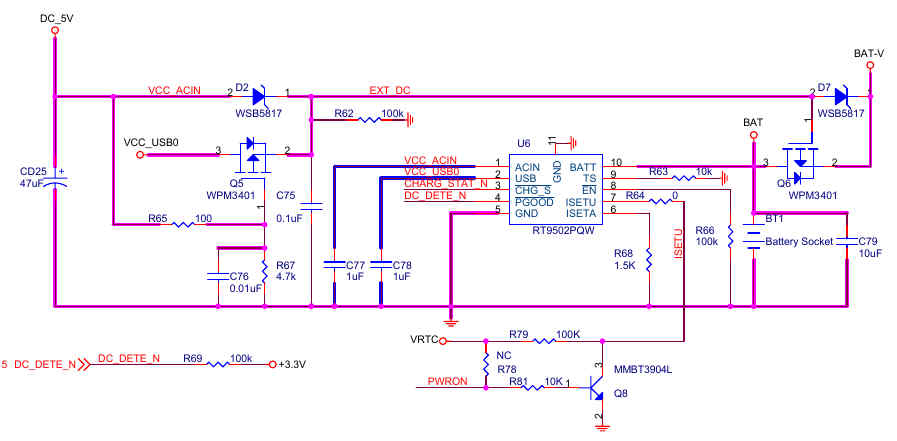 DC_5V
BAT-V
VCC_ACIN
2
D2
1
EXT_DC
2
D7
WSB5817
WSB5817
R62
100k
1
VCC_USB0
3
2
U6
11
BAT
CD25
+
47uF
Q5
WPM3401
C75
0.1uF
VCC_ACIN
1
ACIN
GND
BATT
10
3
2
VCC_USB0
2
USB
TS
9
R63
10k
CHARG_STAT_N
3
CHG_S
EN
8
Q6
WPM3401
DC_DETE_N
4
PGOOD
ISETU
7
R64
0
5
GND
ISETA
6
RT9502PQW
1
R65
100
BT1
Battery Socket
R66
100k
ISETU
C79
10uF
R68
1.5K
C76
0.01uF
R67
4.7k
C77
1uF
C78
1uF
VRTC
R79
100K
NC
R78
3
MMBT3904L
5
DC_DETE_N
DC_DETE_N
R69
100k
+3.3V
PWRON
R81
10K
1
Q8
2